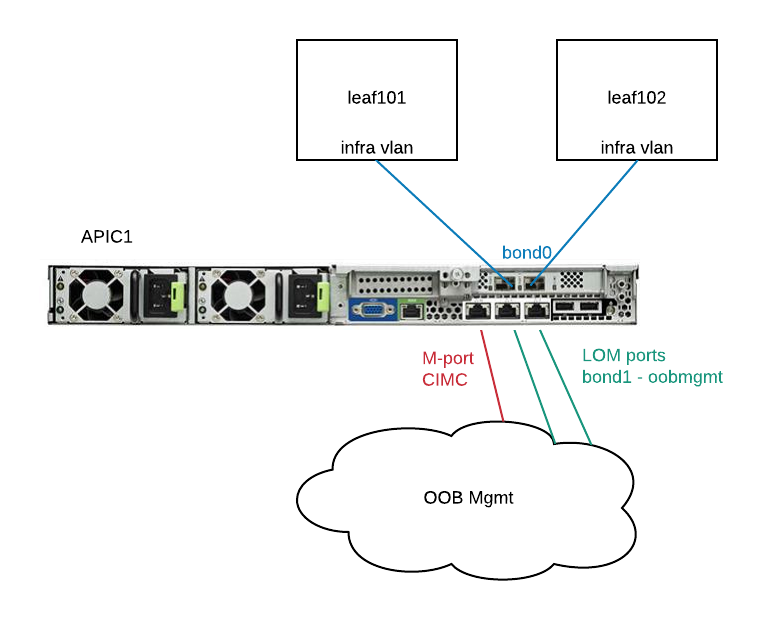 leaf101
leaf102
infra vlan
infra vlan
APIC1
bond0
M-port
CIMC
LOM ports
bond1 - oobmgmt
OOB Mgmt